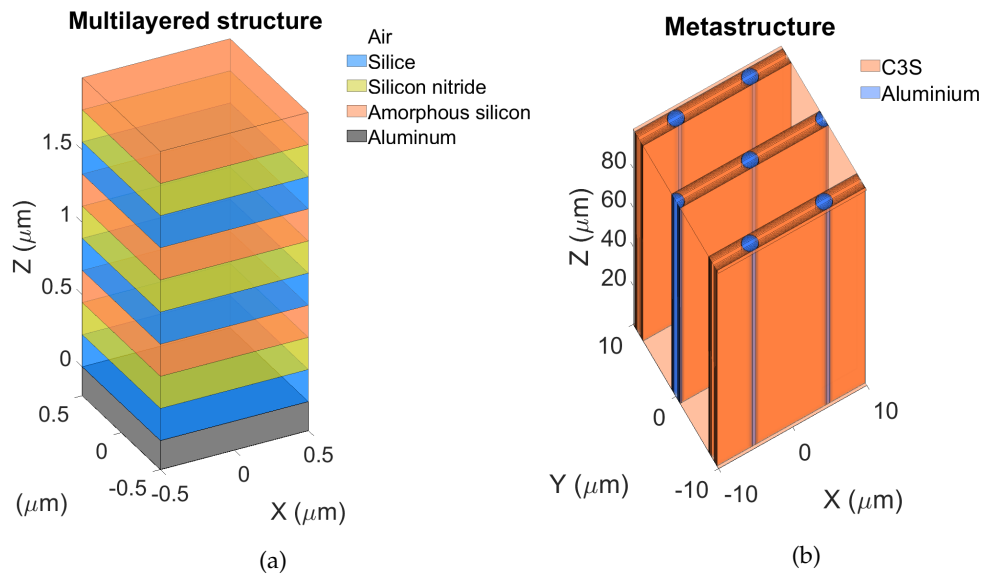 Multilayered structure
Air
Silice
Silicon nitride
Amorphous silicon
Aluminum
1.5
1
0.5
0
Z (μm)
0.5
0
-0.5
-0.5
0
0.5
(μm)
X (μm)
(a)
Metastructure
C3S
Aluminium
80
60
40
20
Z (μm)
10
0
-10
-10
0
10
Y (μm)
X (μm)
(b)